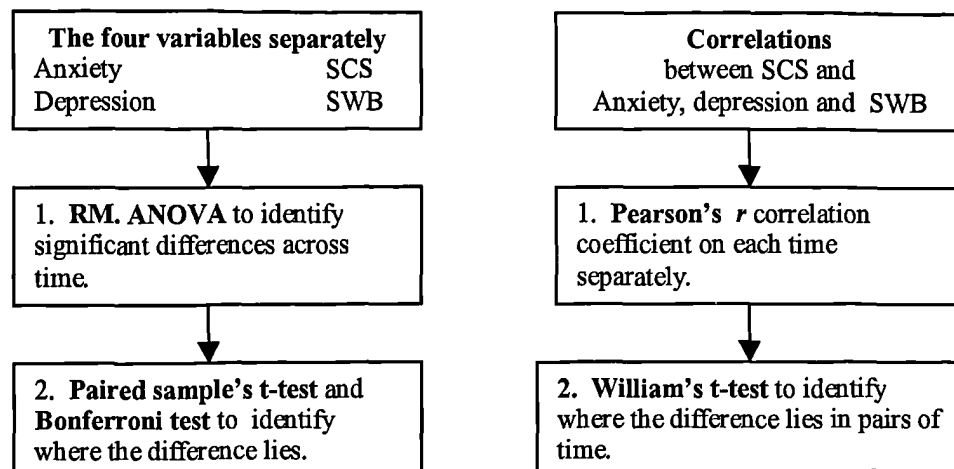 The four variables separately
Anxiety SCS
Depression SWB
1. RM. ANOVA to identify
significant differences across
time.
2. Paired sample's t-test and
Bonferroni test to identify
where the difference lies.
Correlations
between SCS and
Anxiety, depression and SWB
1. Pearson's r correlation
coefficient on each time
separately.
2. William's t-test to identify
where the difference lies in pairs of
time.